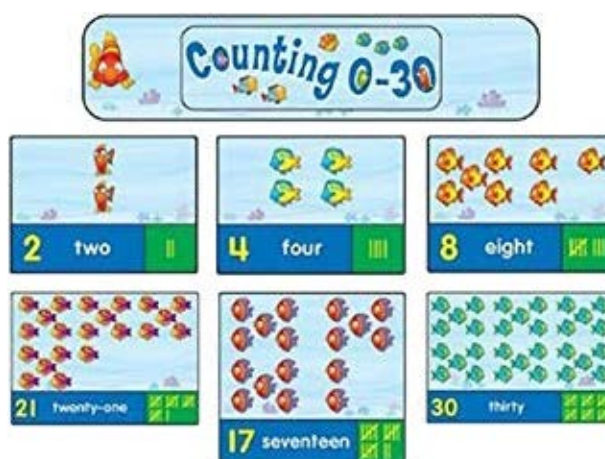 Counting 0-30
2 two
4 four
8 eight
21 twenty-one
17 seventeen
30 thirty